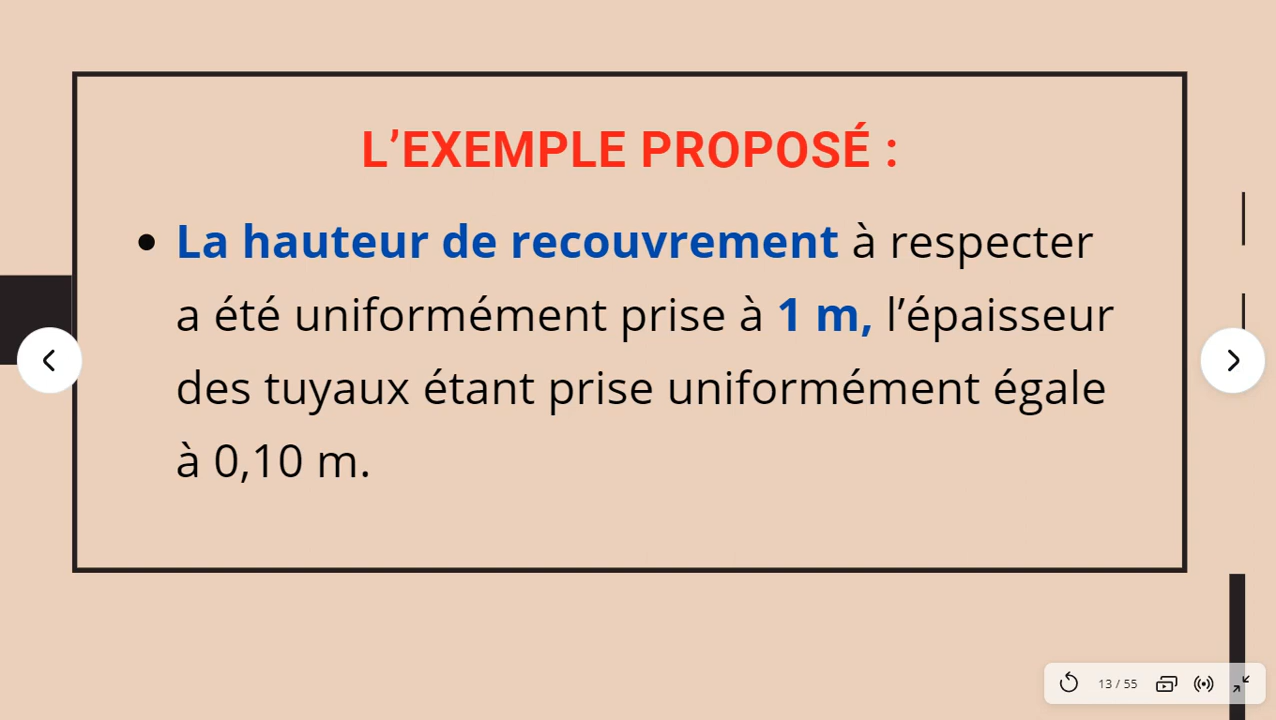 L’EXEMPLE PROPOSÉ :
• La hauteur de recouvrement à respecter
a été uniformément prise à 1 m, l’épaisseur
des tuyaux étant prise uniformément égale
à 0,10 m.
13 / 55